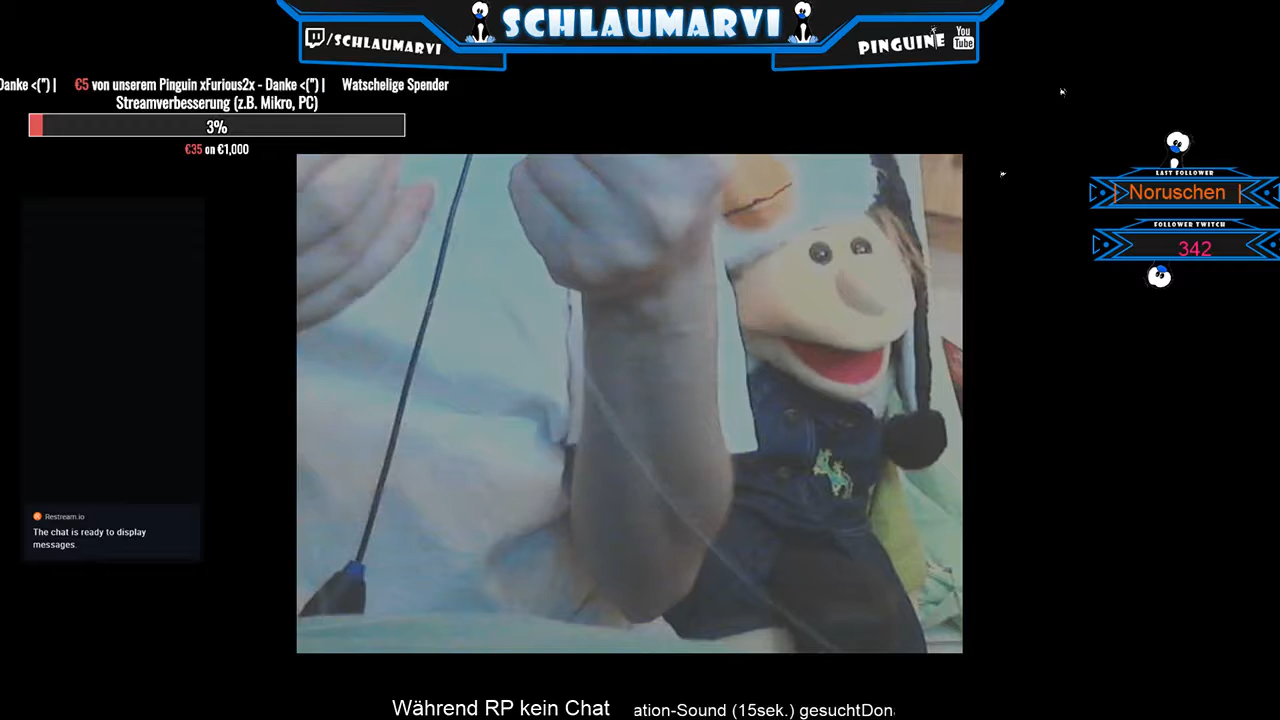 SCHLAUMARVI
/SCHLAUMARVI
PINGUINE
You
Tube
Danke <(") | €5 von unserem Pinguin xFurious2x - Danke <(") | Watschelige Spender
Streamverbesserung (z.B. Mikro, PC)
3%
€35 on €1,000
LAST FOLLOWER
| Noruschen |
FOLLOWER TWITCH
342
Restream.io
The chat is ready to display
messages.
Während RP kein Chat
ation-Sound (15sek.) gesuchtDon